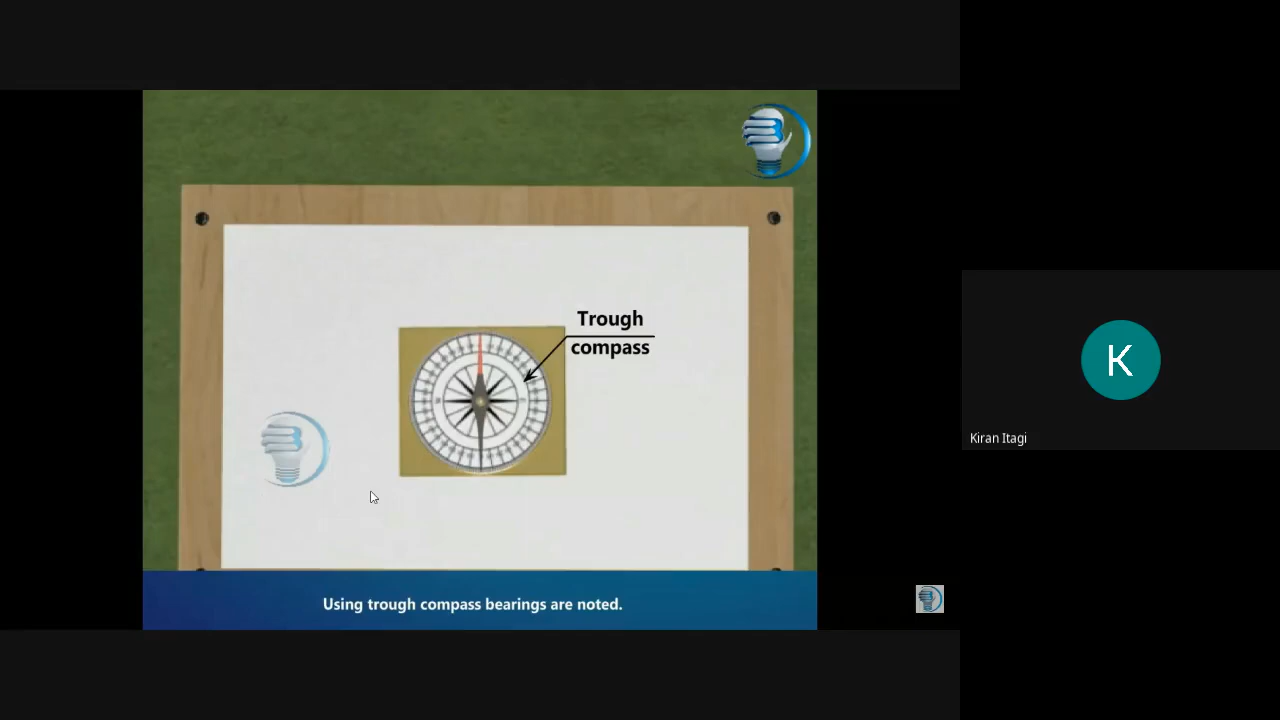 Trough
compass
K
Kiran Itagi
Using trough compass bearings are noted.